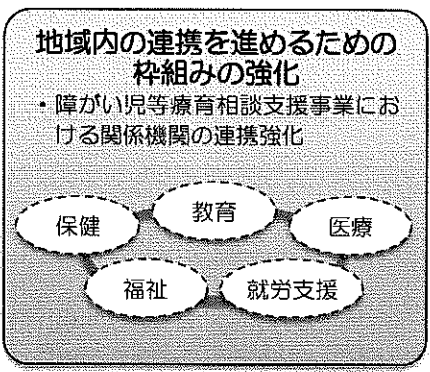 地域内の連携を進めるための
枠組みの強化
・障がい児等療育相談支援事業にお
ける関係機関の連携強化
教育
保健
医療
福祉
就労支援